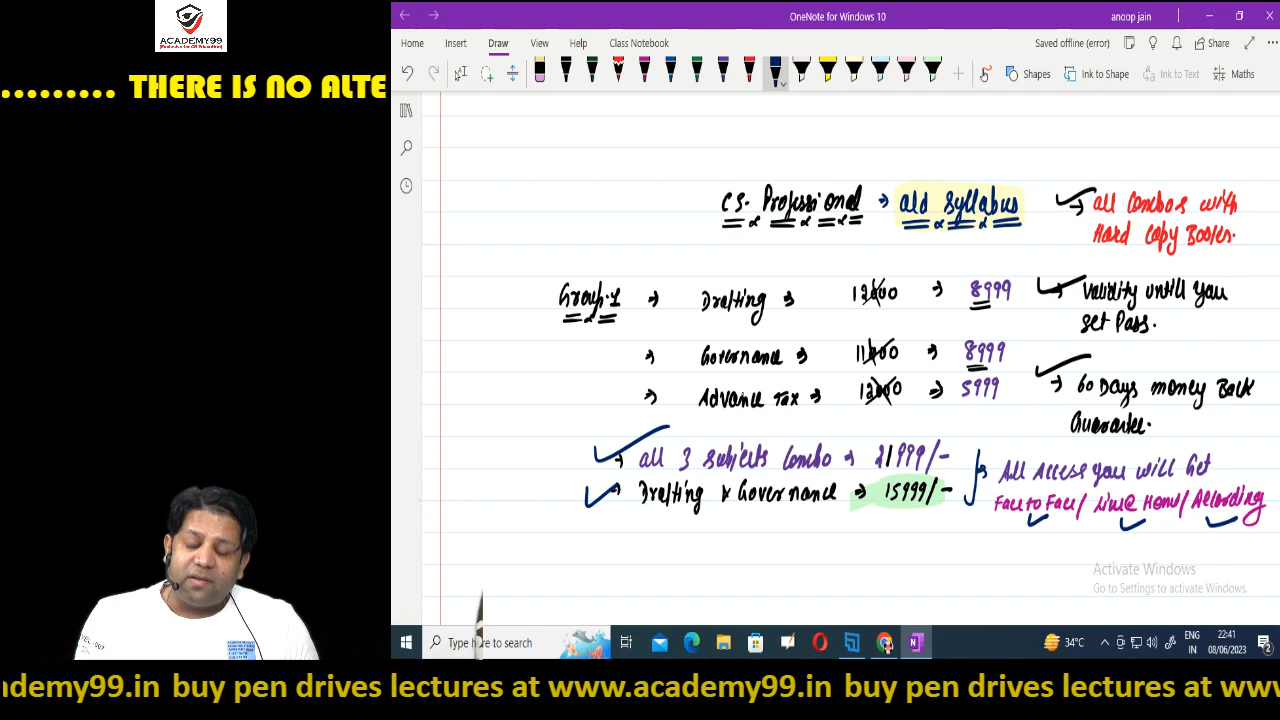 ACADEMY99
......... THERE IS NO ALTE
OneNote for Windows 10
anoop jain
Home Insert Draw View Help Class Notebook
Saved offline (error) Share
Shapes Ink to Shape Ink to Text Maths
CS. Professional → old Syllabus
→ All Combos with
Hard Copy Books.
Group-1 → Drafting → 12000 → 8999
→ Validity until you
Get Pass.
→ Governance → 11000 → 8999
→ Advance Tax → 12000 → 5999
→ 60 Days money Back
Guarantee.
→ all 3 subjects Combo → 21999/-
→ Drafting & Governance → 15999/-
All Access you will Get
Face to Face/ Live@Home/ According
Activate Windows
Go to Settings to activate Windows.
Type here to search
34°C
ENG
IN
22:41
08/06/2023
2
ademy99.in buy pen drives lectures at www.academy99.in buy pen drives lectures at www